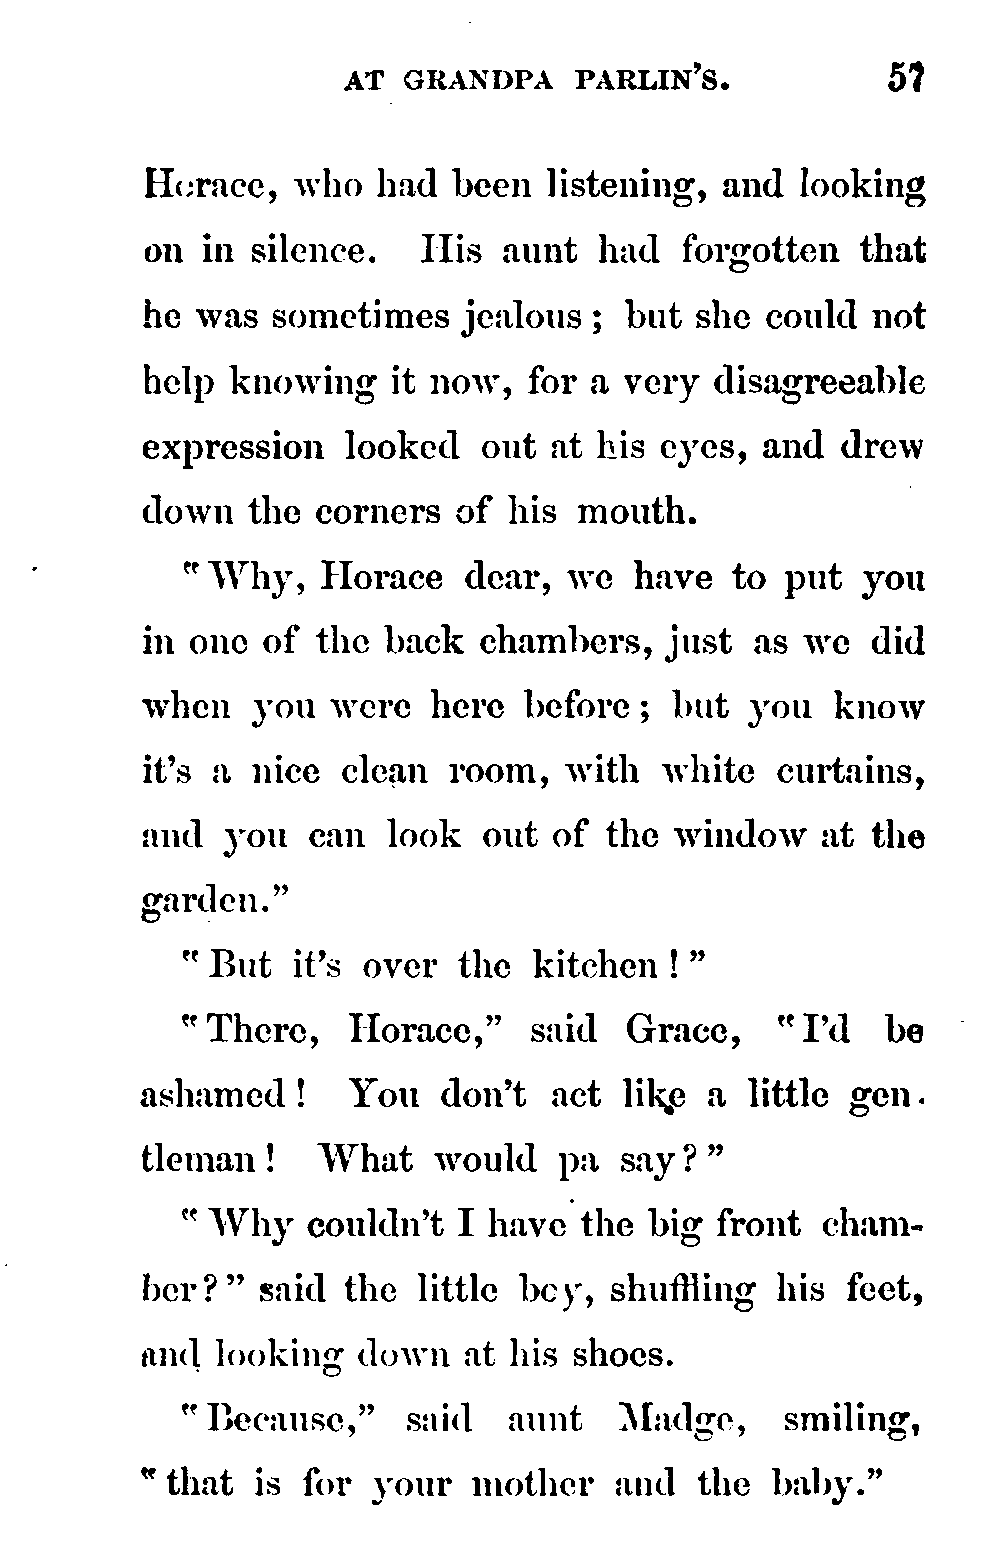 AT GRANDPA PARLIN'S. 57
Horace, who had been listening, and looking
on in silence. His aunt had forgotten that
he was sometimes jealous; but she could not
help knowing it now, for a very disagreeable
expression looked out at his eyes, and drew
down the corners of his mouth.
"Why, Horace dear, we have to put you
in one of the back chambers, just as we did
when you were here before; but you know
it's a nice clean room, with white curtains,
and you can look out of the window at the
garden."
"But it's over the kitchen!"
"There, Horace," said Grace, "I'd be
ashamed! You don't act like a little gen-
tleman! What would pa say?"
"Why couldn't I have the big front cham-
ber?" said the little boy, shuffling his feet,
and looking down at his shoes.
"Because," said aunt Madge, smiling,
"that is for your mother and the baby."